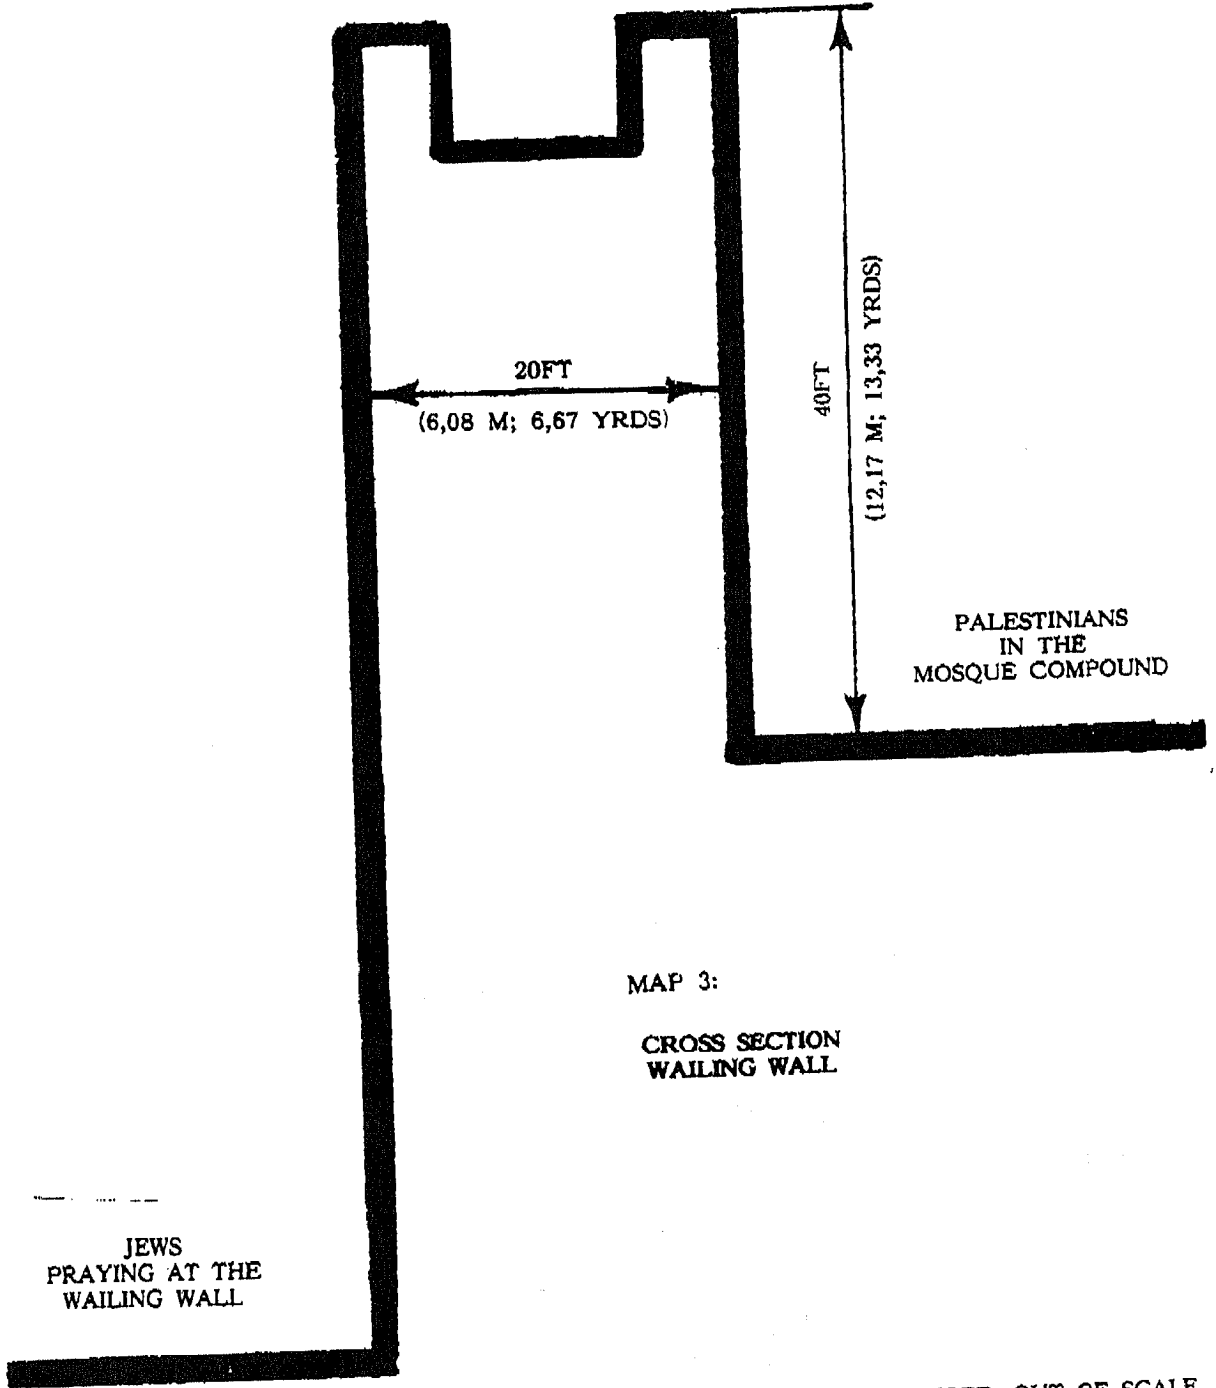 20FT
(6,08 M; 6,67 YRDS)
40FT
(12,17 M; 13,33 YRDS)
PALESTINIANS
IN THE
MOSQUE COMPOUND
MAP 3:
CROSS SECTION
WAILING WALL
JEWS
PRAYING AT THE
WAILING WALL
OUT OF SCALE